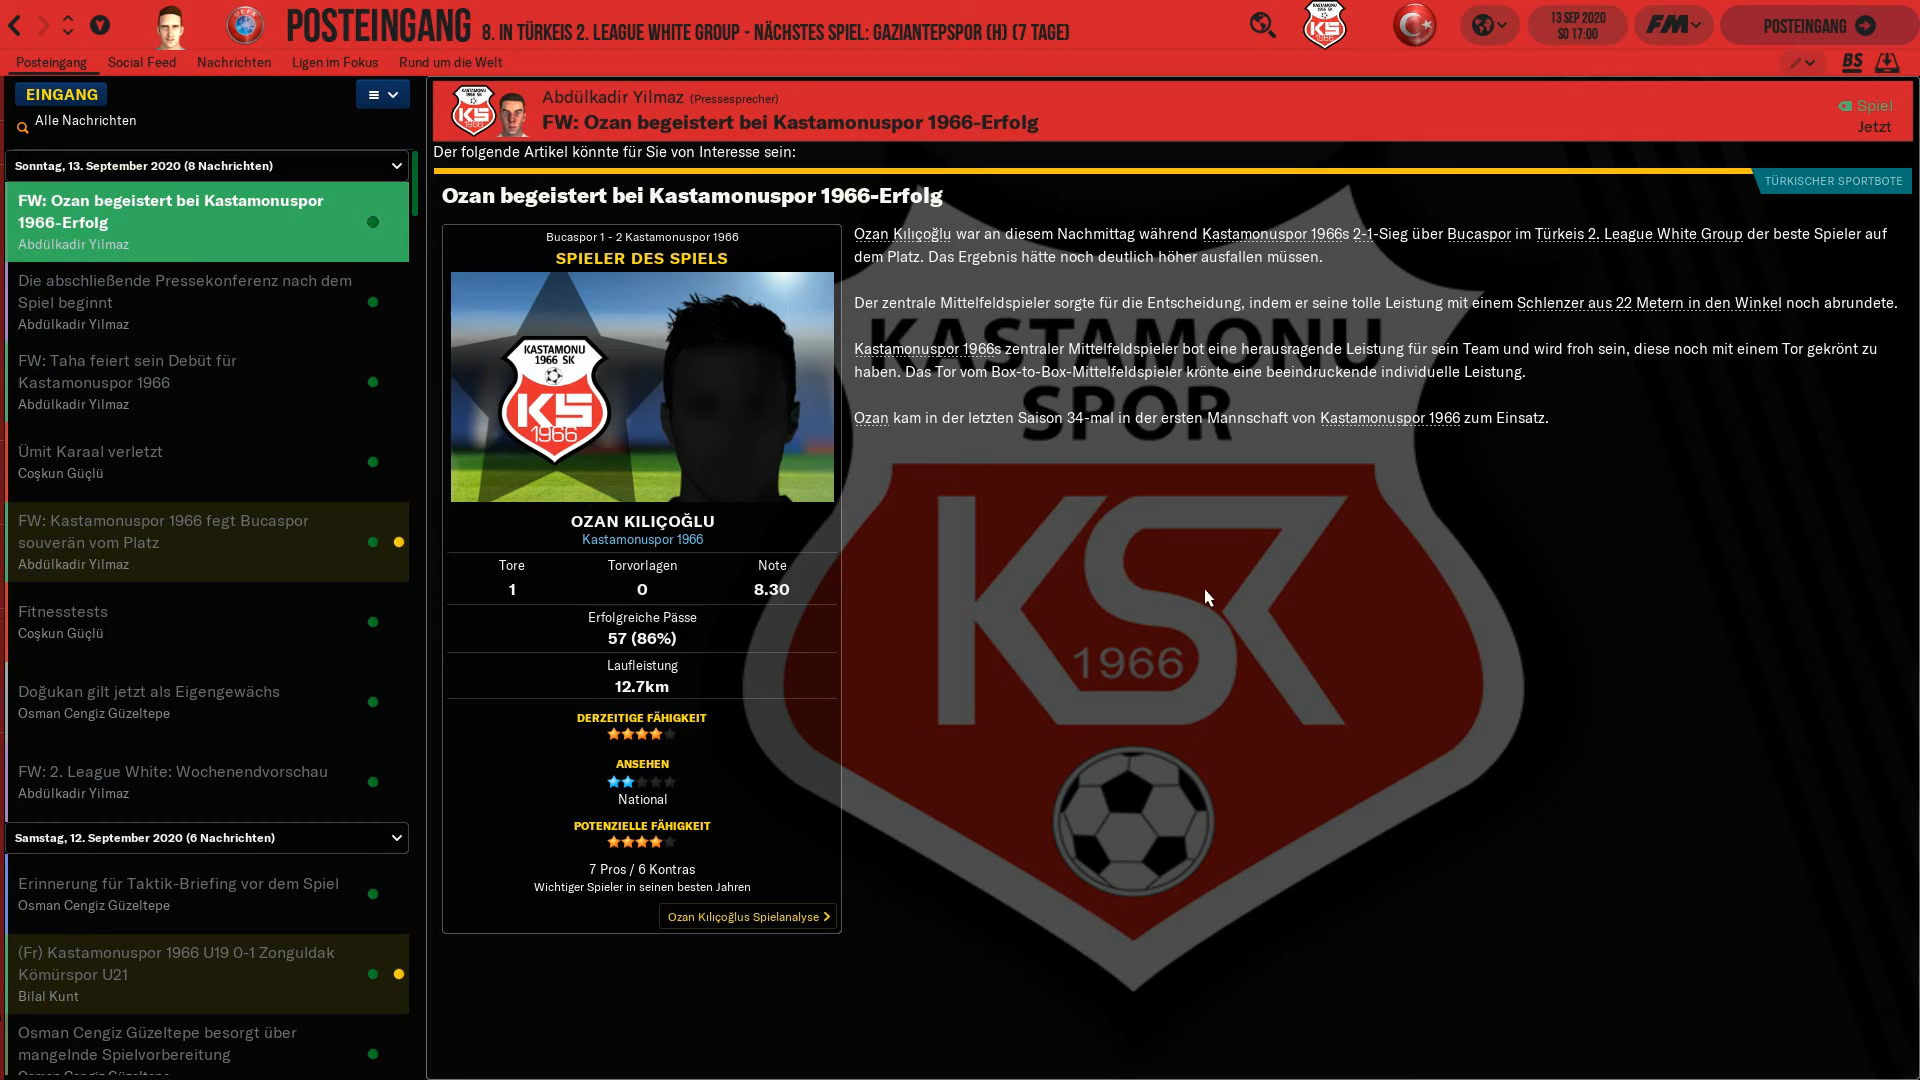 POSTEINGANG
8. IN TÜRKEIS 2. LEAGUE WHITE GROUP - NÄCHSTES SPIEL: GAZIANTEPSPOR (H) (7 TAGE)
13 SEP 2020
SO 17:00
FM
POSTEINGANG
Posteingang
Social Feed
Nachrichten
Ligen im Fokus
Rund um die Welt
BS
EINGANG
Alle Nachrichten
Sonntag, 13. September 2020 (8 Nachrichten)
FW: Ozan begeistert bei Kastamonuspor
1966-Erfolg
Abdülkadir Yilmaz
Die abschließende Pressekonferenz nach dem
Spiel beginnt
Abdülkadir Yilmaz
FW: Taha feiert sein Debüt für
Kastamonuspor 1966
Abdülkadir Yilmaz
Ümit Karaal verletzt
Coşkun Güçlü
FW: Kastamonuspor 1966 fegt Bucaspor
souverän vom Platz
Abdülkadir Yilmaz
Fitnesstests
Coşkun Güçlü
Doğukan gilt jetzt als Eigengewächs
Osman Cengiz Güzeltepe
FW: 2. League White: Wochenendvorschau
Abdülkadir Yilmaz
Samstag, 12. September 2020 (6 Nachrichten)
Erinnerung für Taktik-Briefing vor dem Spiel
Osman Cengiz Güzeltepe
(Fr) Kastamonuspor 1966 U19 0-1 Zonguldak
Kömürspor U21
Bilal Kunt
Osman Cengiz Güzeltepe besorgt über
mangelnde Spielvorbereitung
Osman Cengiz Güzeltepe
Abdülkadir Yilmaz (Pressesprecher)
FW: Ozan begeistert bei Kastamonuspor 1966-Erfolg
Spiel
Jetzt
Der folgende Artikel könnte für Sie von Interesse sein:
TÜRKISCHER SPORTBOTE
Ozan begeistert bei Kastamonuspor 1966-Erfolg
Bucaspor 1 - 2 Kastamonuspor 1966
SPIELER DES SPIELS
KASTAMONU
1966 SK
KS
1966
OZAN KILIÇOĞLU
Kastamonuspor 1966
Tore
Torvorlagen
Note
1
0
8.30
Erfolgreiche Pässe
57 (86%)
Laufleistung
12.7km
DERZEITIGE FÄHIGKEIT
ANSEHEN
National
POTENZIELLE FÄHIGKEIT
7 Pros / 6 Kontras
Wichtiger Spieler in seinen besten Jahren
Ozan Kılıçoğlus Spielanalyse
Ozan Kılıçoğlu war an diesem Nachmittag während Kastamonuspor 1966s 2-1-Sieg über Bucaspor im Türkeis 2. League White Group der beste Spieler auf
dem Platz. Das Ergebnis hätte noch deutlich höher ausfallen müssen.
Der zentrale Mittelfeldspieler sorgte für die Entscheidung, indem er seine tolle Leistung mit einem Schlenzer aus 22 Metern in den Winkel noch abrundete.
Kastamonuspor 1966s zentraler Mittelfeldspieler bot eine herausragende Leistung für sein Team und wird froh sein, diese noch mit einem Tor gekrönt zu
haben. Das Tor vom Box-to-Box-Mittelfeldspieler krönte eine beeindruckende individuelle Leistung.
Ozan kam in der letzten Saison 34-mal in der ersten Mannschaft von Kastamonuspor 1966 zum Einsatz.
KASTAMONU
SPOR
KSK
1966